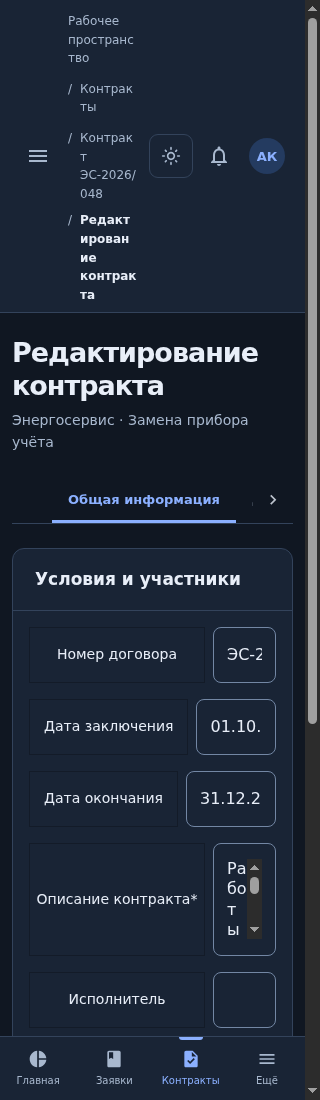 Рабочее
пространс
тво
/ Контрак
ты
/ Контрак
т
ЭС-2026/
048
/ Редакт
ирован
ие
контрак
та
АК
Редактирование
контракта
Энергосервис · Замена прибора
учёта
Общая информация
Условия и участники
Номер договора
ЭС-2
Дата заключения
01.10.
Дата окончания
31.12.2
Описание контракта*
Ра
бо
т
ы
Исполнитель
Главная
Заявки
Контракты
Ещё